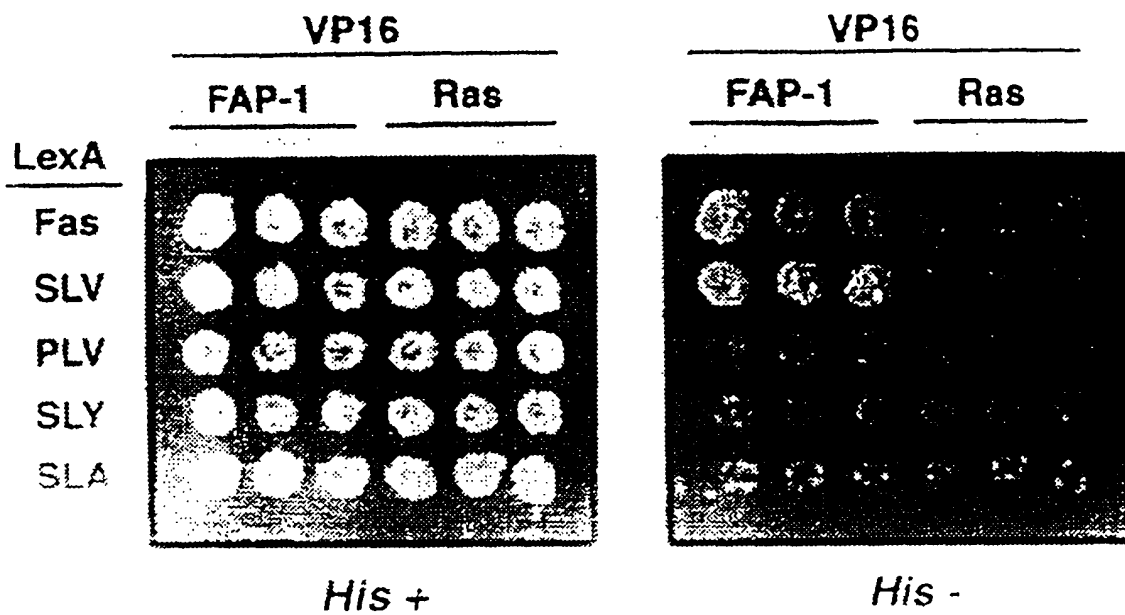 VP16 VP16
FAP-1 Ras FAP-1 Ras
LexA
Fas
SLV
PLV
SLY
SLA
His + His -